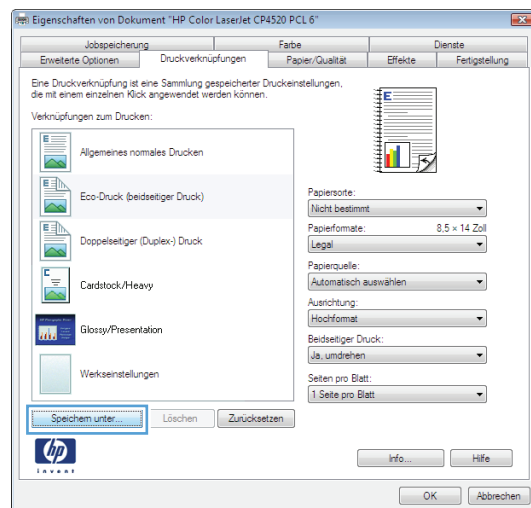 Eigenschaften von Dokument "HP Color LaserJet CP4520 PCL 6"
Jobspeicherung Farbe Dienste
Erweiterte Optionen Druckverknüpfungen Papier/Qualität Effekte Fertigstellung
Eine Druckverknüpfung ist eine Sammlung gespeicherter Druckeinstellungen,
die mit einem einzelnen Klick angewendet werden können.
Verknüpfungen zum Drucken:
Allgemeines normales Drucken
Eco-Druck (beidseitiger Druck)
Doppelseitiger (Duplex-) Druck
Cardstock/Heavy
Glossy/Presentation
Werkseinstellungen
Speichern unter... Löschen Zurücksetzen
E
Papiersorte:
Nicht bestimmt
Papierformate: 8,5 × 14 Zoll
Legal
Papierquelle:
Automatisch auswählen
Ausrichtung:
Hochformat
Beidseitiger Druck:
Ja, umdrehen
Seiten pro Blatt:
1 Seite pro Blatt
hp
invent
Info... Hilfe
OK Abbrechen